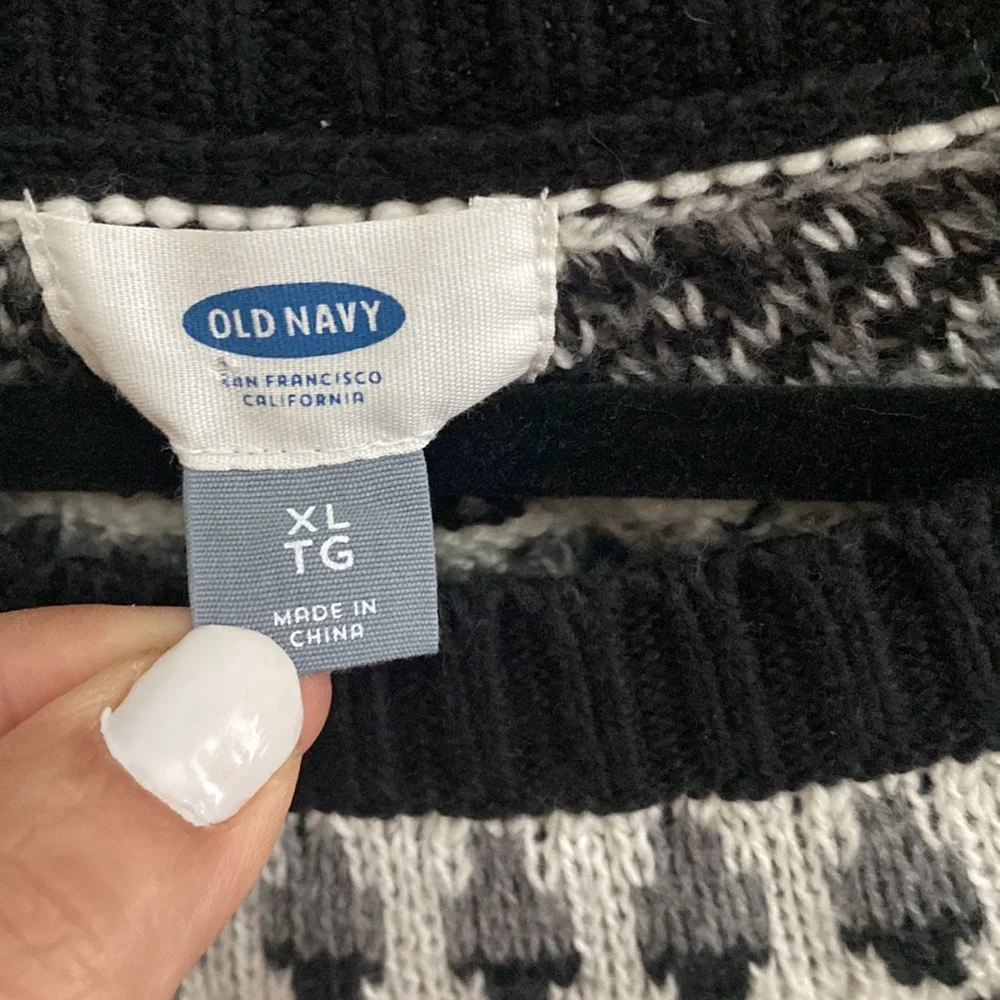 OLD NAVY
SAN FRANCISCO
CALIFORNIA
XL
TG
MADE IN
CHINA